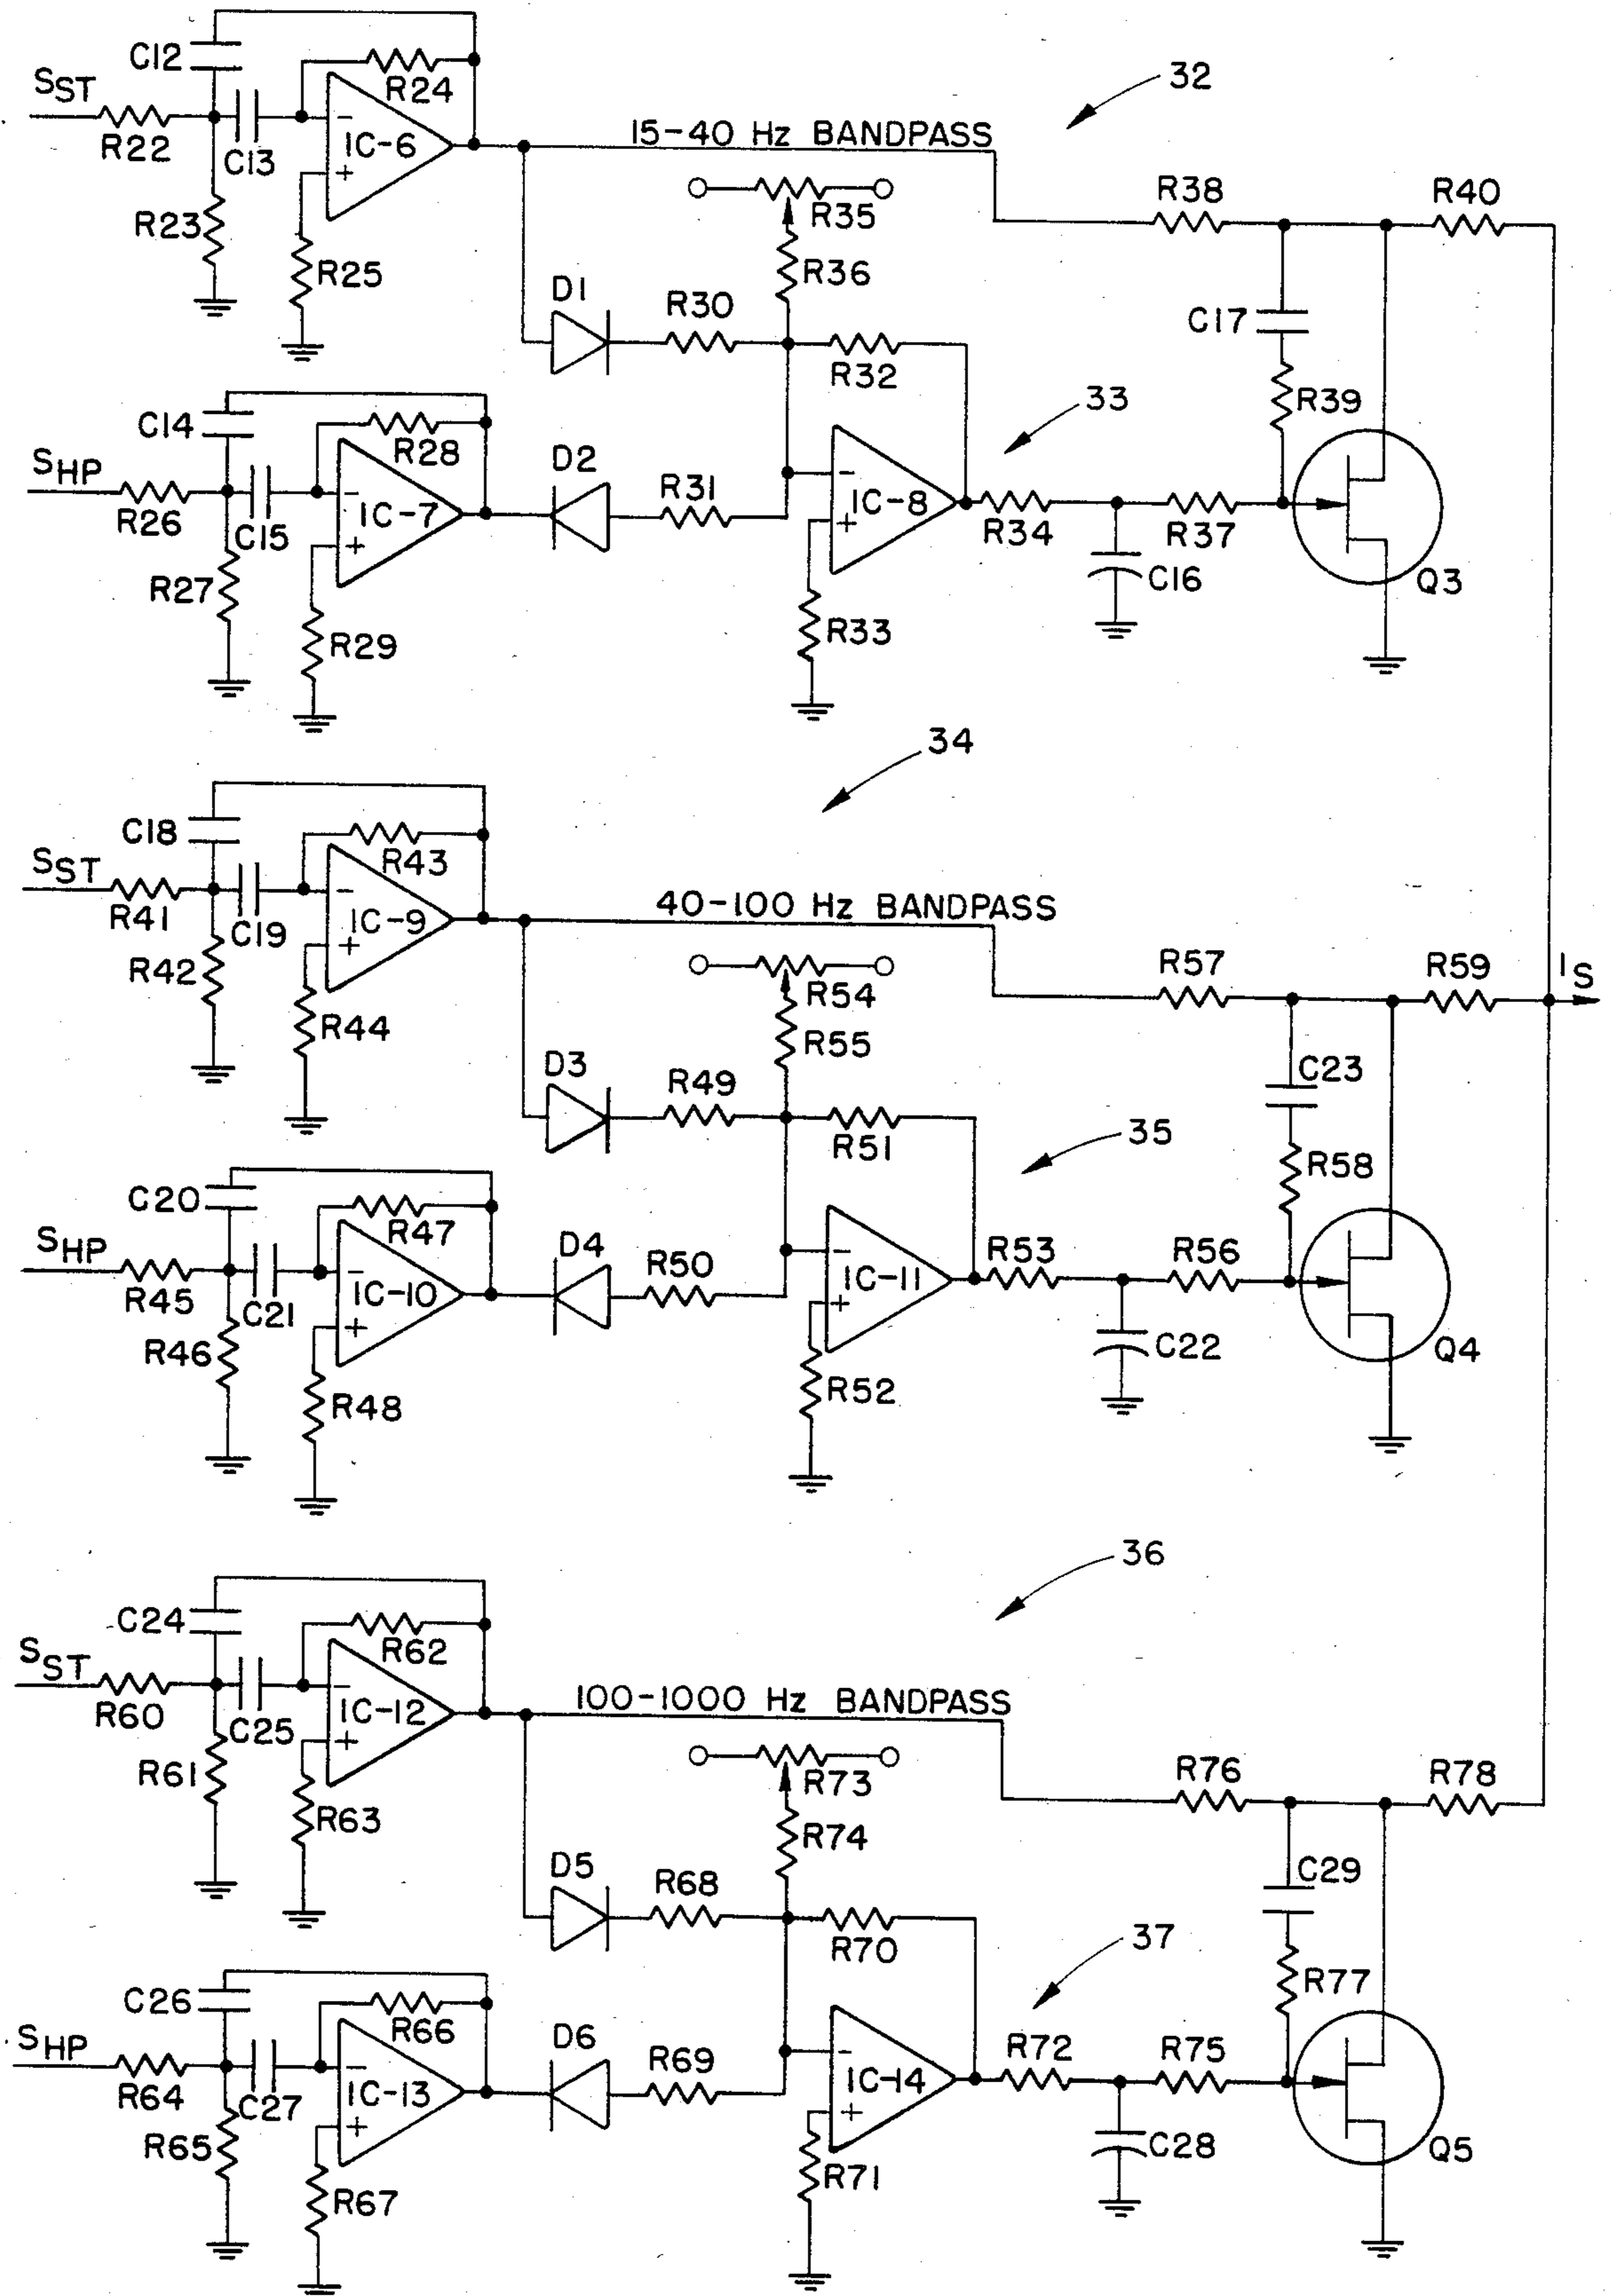 C12
R24
32
SST
R22
C13
IC-6
15-40 Hz BANDPASS
R38
R40
R35
R23
R25
R36
D1
R30
C17
R32
R39
C14
R28
33
D2
SHP
R26
C15
IC-7
R31
IC-8
R34
R37
C16
Q3
R27
R29
R33
34
C18
R43
SST
R41
C19
IC-9
40-100 Hz BANDPASS
R57
R59
IS
R42
R54
R44
R55
C23
D3
R49
R51
35
R58
C20
R47
SHP
R45
C21
IC-10
D4
R50
IC-11
R53
R56
R46
C22
Q4
R48
R52
36
C24
R62
SST
R60
C25
IC-12
100-1000 Hz BANDPASS
R76
R78
R61
R73
R63
R74
D5
R68
C29
R70
37
R77
C26
R66
D6
SHP
R64
C27
IC-13
R69
IC-14
R72
R75
R65
C28
Q5
R67
R71
+
+
+
+
+
+
+
+
+
-
-
-
-
-
-
-
-
-